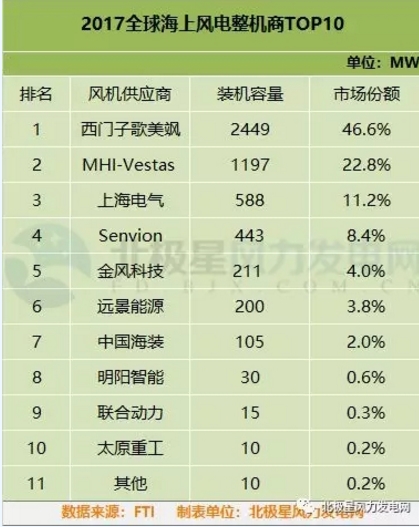 2017全球海上风电整机商TOP10
单位：MW
排名 风机供应商 装机容量 市场份额
1 西门子歌美飒 2449 46.6%
2 MHI-Vestas 1197 22.8%
3 上海电气 588 11.2%
4 Senvion 443 8.4%
5 金风科技 211 4.0%
6 远景能源 200 3.8%
7 中国海装 105 2.0%
8 明阳智能 30 0.6%
9 联合动力 15 0.3%
10 太原重工 10 0.2%
11 其他 10 0.2%
数据来源：FTI 制表单位：北极星风力发电网
北极星风力发电网
北极星风力发电网